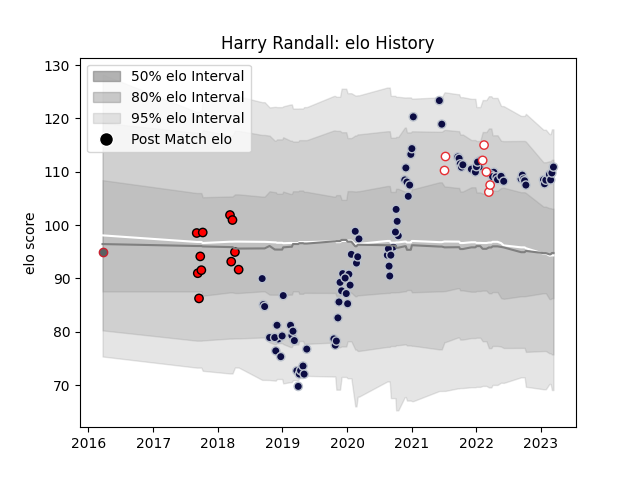 Harry Randall: elo History
130
120
110
100
90
80
70
elo score
50% elo Interval
80% elo Interval
95% elo Interval
Post Match elo
2016
2017
2018
2019
2020
2021
2022
2023